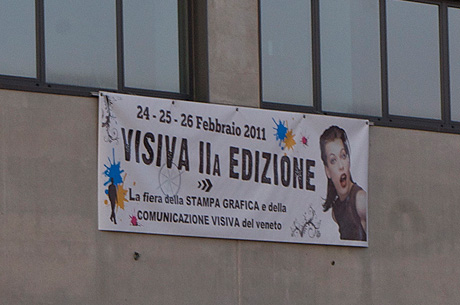 24 - 25 - 26 Febbraio 2011
VISIVA IIA EDIZIONE
La fiera della STAMPA GRAFICA e della
COMUNICAZIONE VISIVA del veneto